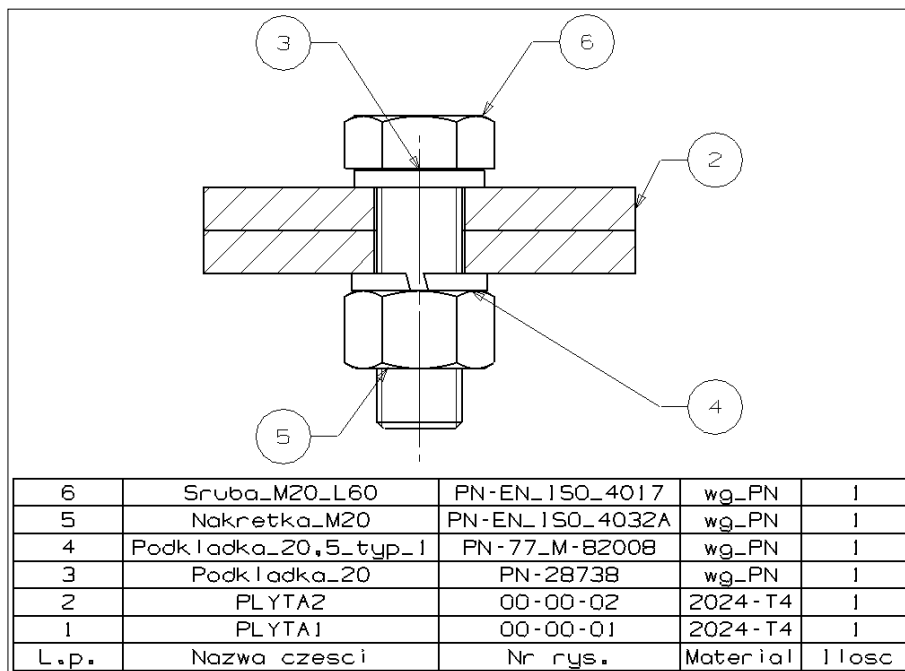 3
6
2
4
5
6 Sruba_M20_L60 PN-EN_ISO_4017 wg_PN 1
5 Nakretka_M20 PN-EN_ISO_4032A wg_PN 1
4 Podkladka_20,5_typ_1 PN-77_M-82008 wg_PN 1
3 Podkladka_20 PN-28738 wg_PN 1
2 PLYTA2 00-00-02 2024-T4 1
1 PLYTA1 00-00-01 2024-T4 1
L.p. Nazwa czesci Nr rys. Material Ilosc